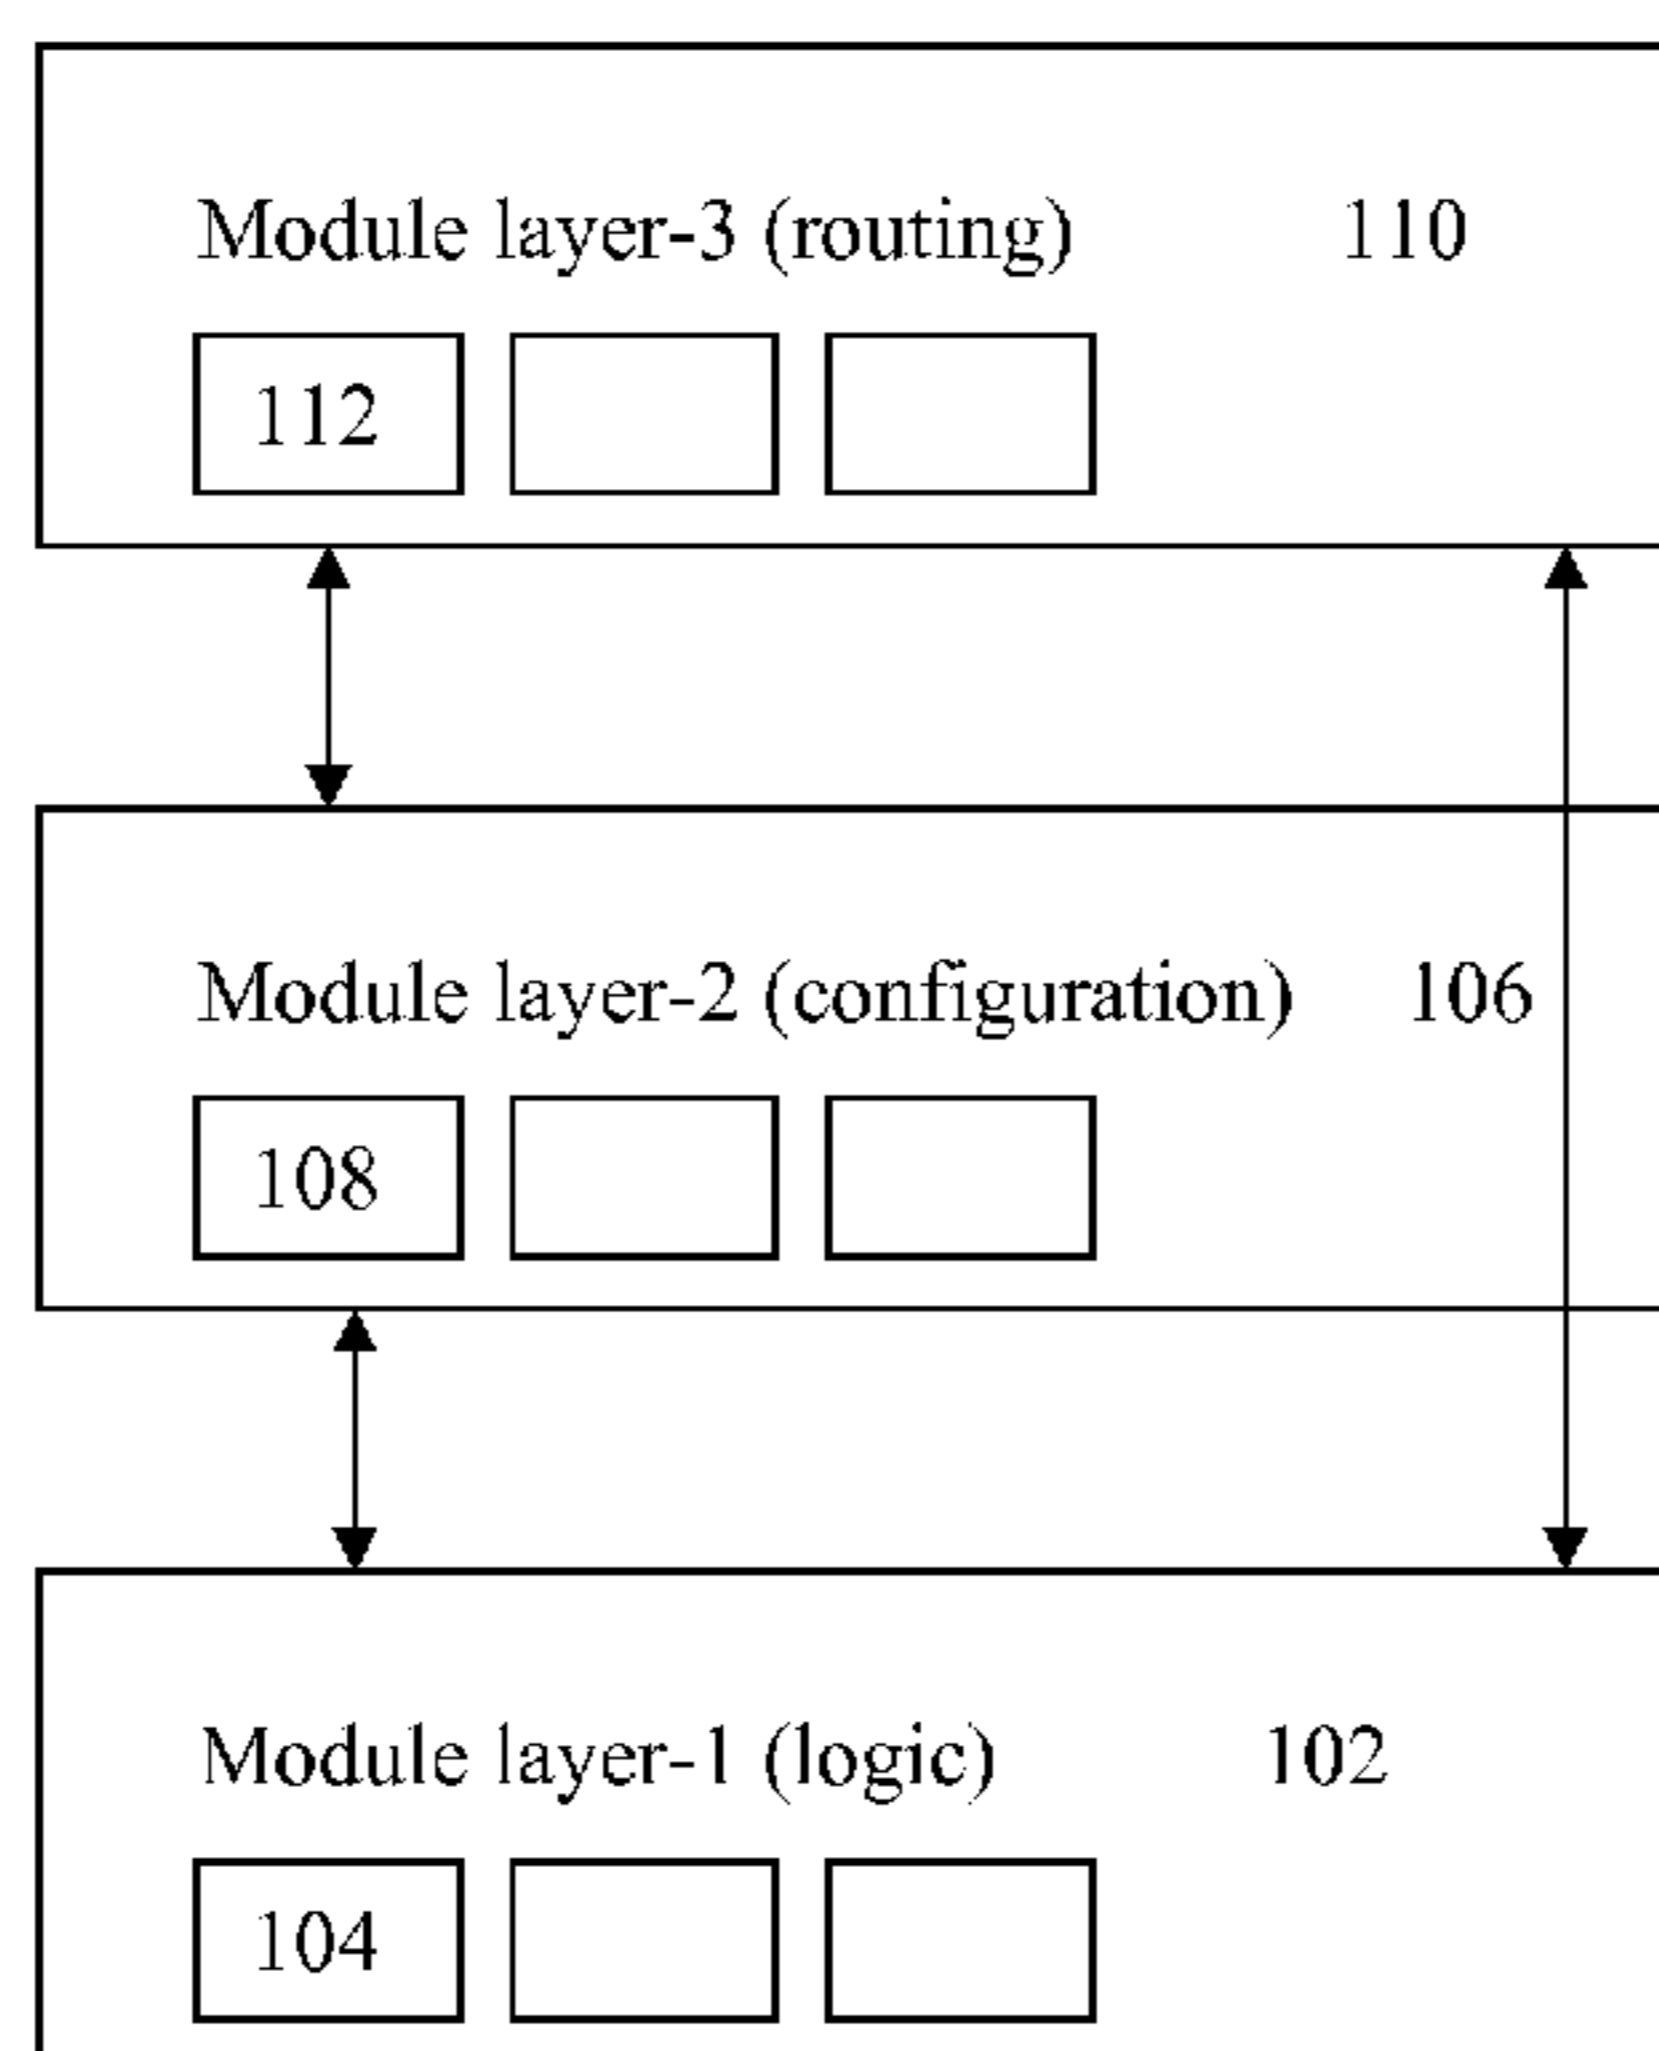 Module layer-3 (routing) 110
112
Module layer-2 (configuration) 106
108
Module layer-1 (logic) 102
104